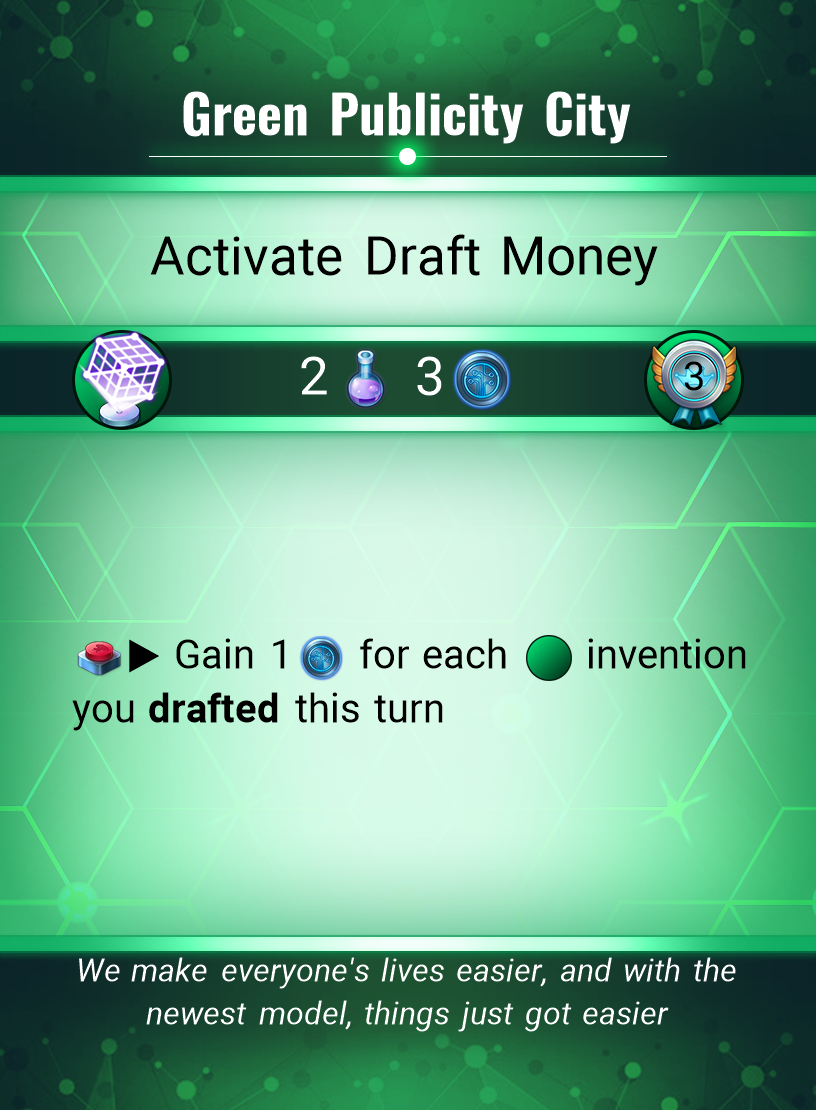 Green Publicity City
Activate Draft Money
2 3 3
▶ Gain 1 for each invention
you drafted this turn
We make everyone's lives easier, and with the
newest model, things just got easier